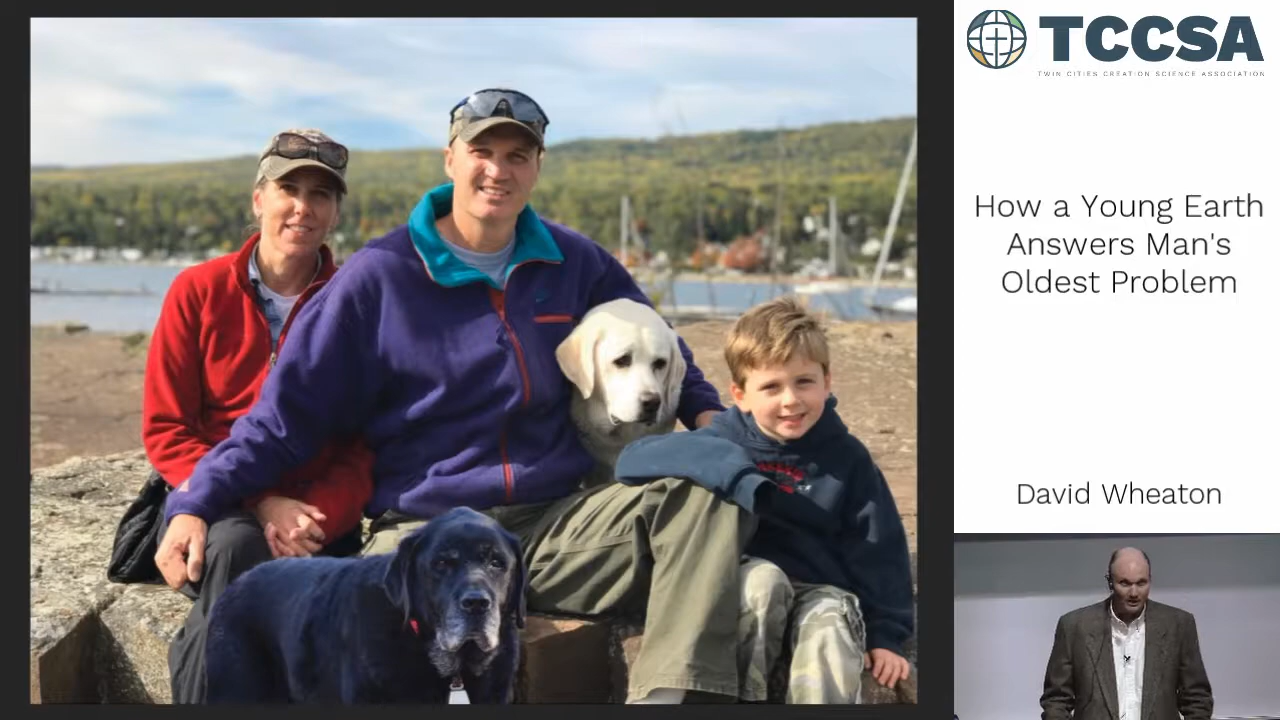 TCCSA
TWIN CITIES CREATION SCIENCE ASSOCIATION
How a Young Earth
Answers Man's
Oldest Problem
David Wheaton